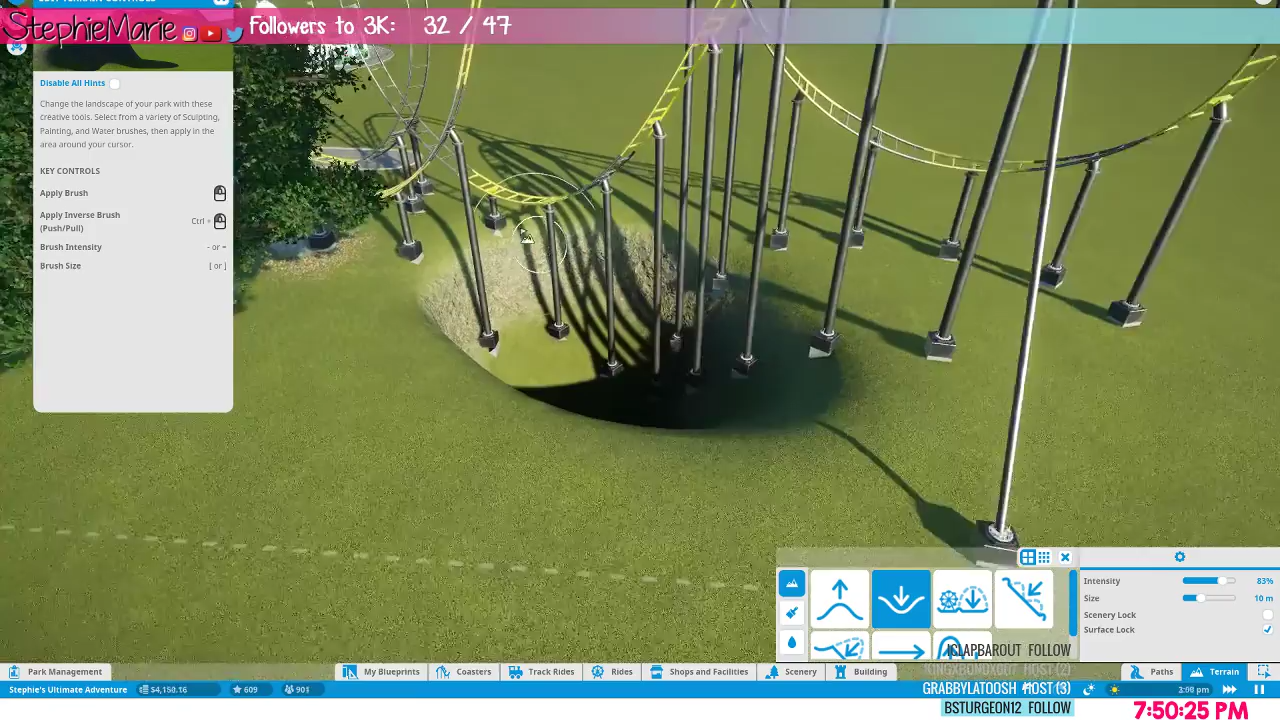 StephieMarie
Followers to 3K: 32 / 47
Disable All Hints
Change the landscape of your park with these
creative tools. Select from a variety of Sculpting,
Painting, and Water brushes, then apply in the
area around your cursor.
KEY CONTROLS
Apply Brush
Apply Inverse Brush
(Push/Pull)
Ctrl +
Brush Intensity - or =
Brush Size [ or ]
Intensity 83%
Size 10 m
Scenery Lock
Surface Lock
ICLAPBAROUT FOLLOW
Park Management
My Blueprints
Coasters
Track Rides
Rides
Shops and Facilities
Scenery
Building
Paths
Terrain
Stephie's Ultimate Adventure
$4,150.16
609
901
GRABBYLATOOSH HOST (3)
2:00 pm
BSTURGEON12 FOLLOW
7:50:25 PM